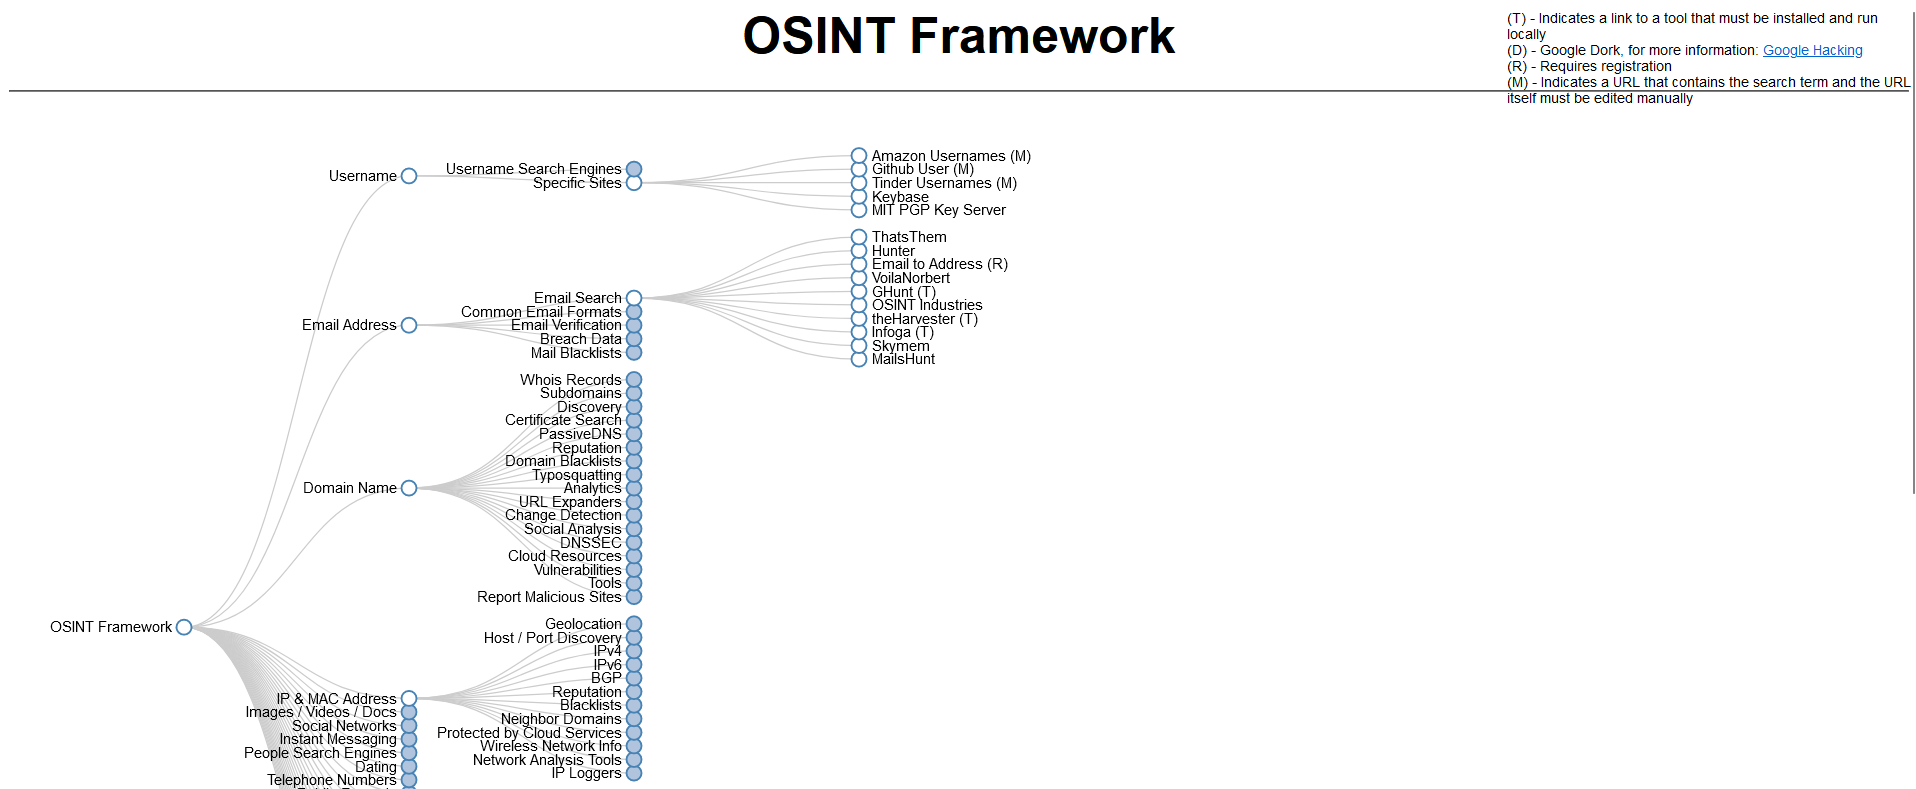 OSINT Framework
(T) - Indicates a link to a tool that must be installed and run
locally
(D) - Google Dork, for more information: Google Hacking
(R) - Requires registration
(M) - Indicates a URL that contains the search term and the URL
itself must be edited manually
OSINT Framework
Username
Username Search Engines
Specific Sites
Amazon Usernames (M)
Github User (M)
Tinder Usernames (M)
Keybase
MIT PGP Key Server
Email Address
Email Search
Common Email Formats
Email Verification
Breach Data
Mail Blacklists
ThatsThem
Hunter
Email to Address (R)
VoilaNorbert
GHunt (T)
OSINT Industries
theHarvester (T)
Infoga (T)
Skymem
MailsHunt
Domain Name
Whois Records
Subdomains
Discovery
Certificate Search
PassiveDNS
Reputation
Domain Blacklists
Typosquatting
Analytics
URL Expanders
Change Detection
Social Analysis
DNSSEC
Cloud Resources
Vulnerabilities
Tools
Report Malicious Sites
IP & MAC Address
Geolocation
Host / Port Discovery
IPv4
IPv6
BGP
Reputation
Blacklists
Neighbor Domains
Protected by Cloud Services
Wireless Network Info
Network Analysis Tools
IP Loggers
Images / Videos / Docs
Social Networks
Instant Messaging
People Search Engines
Dating
Telephone Numbers